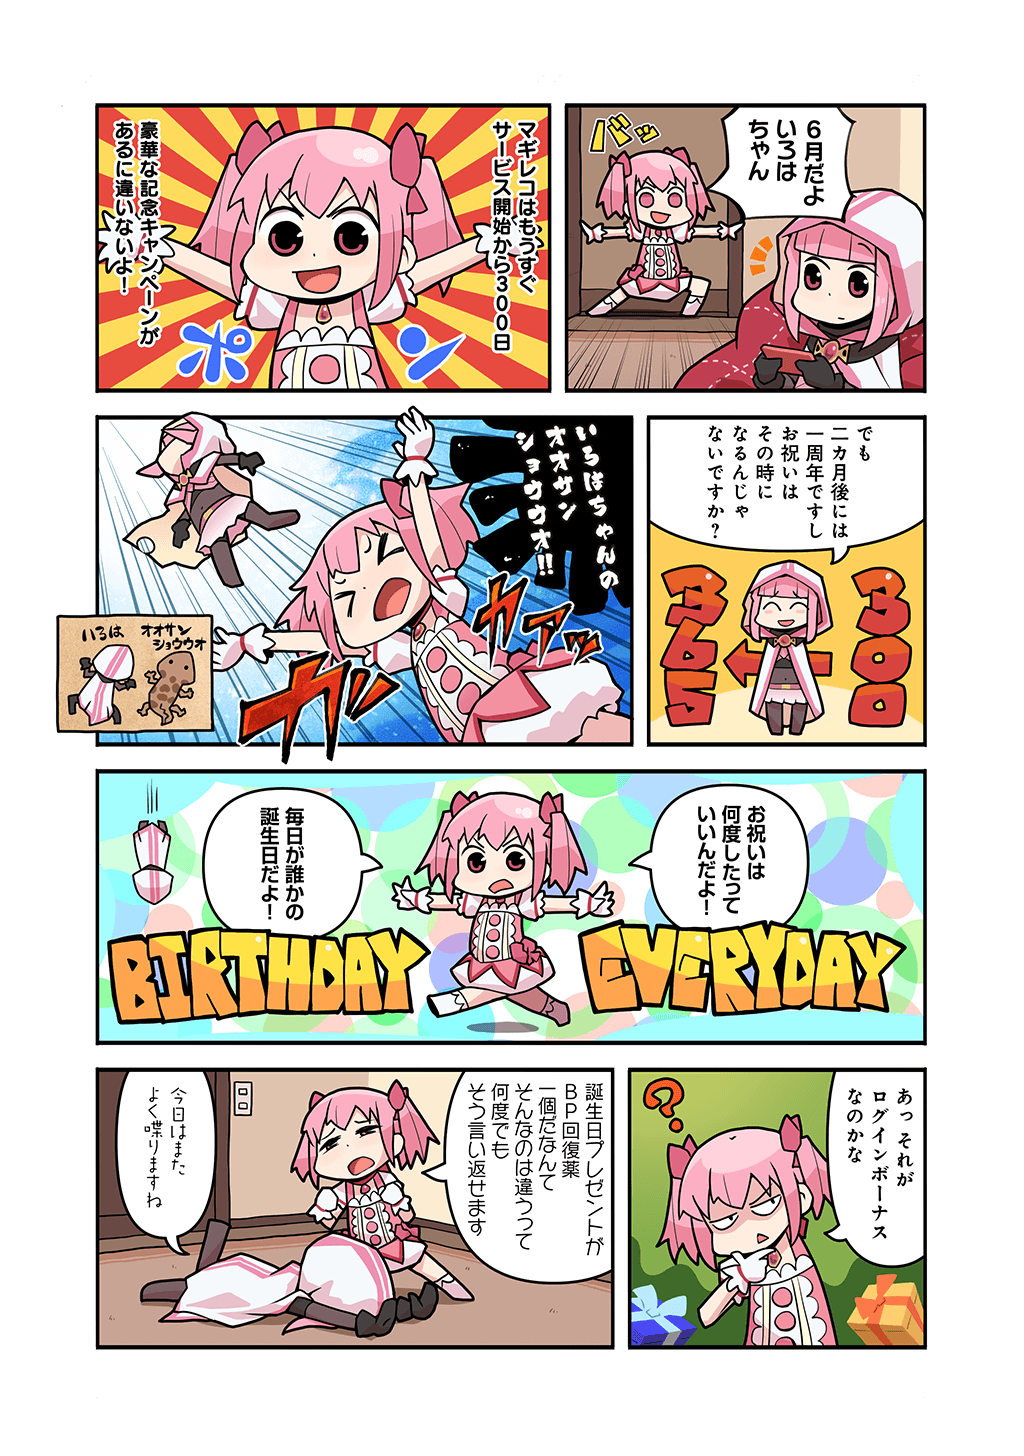 6月だよ
いろは
ちゃん
バッ
マギレコはもうすぐ
サービス開始から300日
豪華な記念キャンペーンが
あるに違いないよ！
ポン
でも
二カ月後には
一周年ですし
お祝いは
その時に
なるんじゃ
ないですか？
300
365
いろはちゃんの
オオサン
ショウウオ!!
カアッ
ガッ
いろは
オオサン
ショウウオ
お祝いは
何度したって
いいんだよ！
毎日が誰かの
誕生日だよ！
BIRTHDAY EVERYDAY
あっ それが
ログインボーナス
なのかな
?
誕生日プレゼントが
BP回復薬
一個だなんて
そんなのは違うって
何度でも
そう言い返せます
今日はまた
よく喋りますね